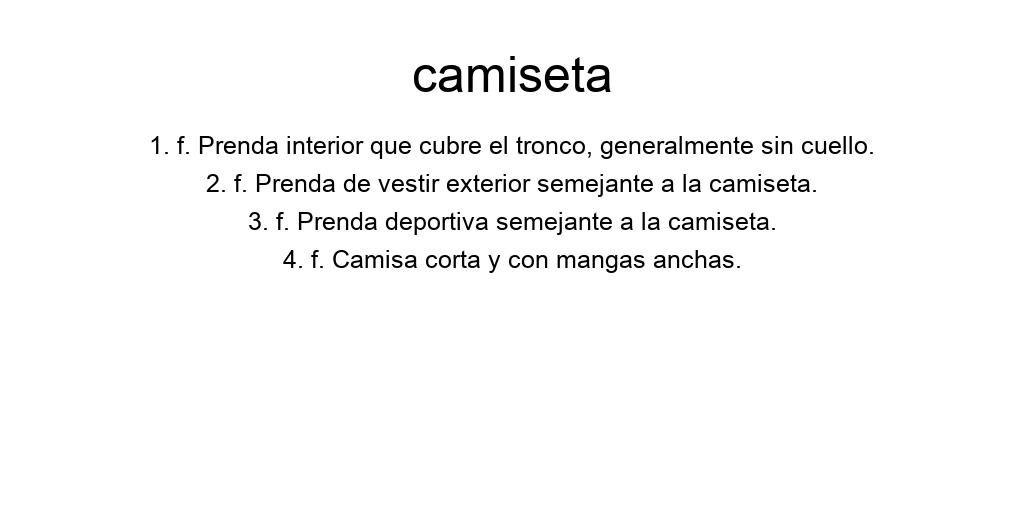 camiseta
1. f. Prenda interior que cubre el tronco, generalmente sin cuello.
2. f. Prenda de vestir exterior semejante a la camiseta.
3. f. Prenda deportiva semejante a la camiseta.
4. f. Camisa corta y con mangas anchas.